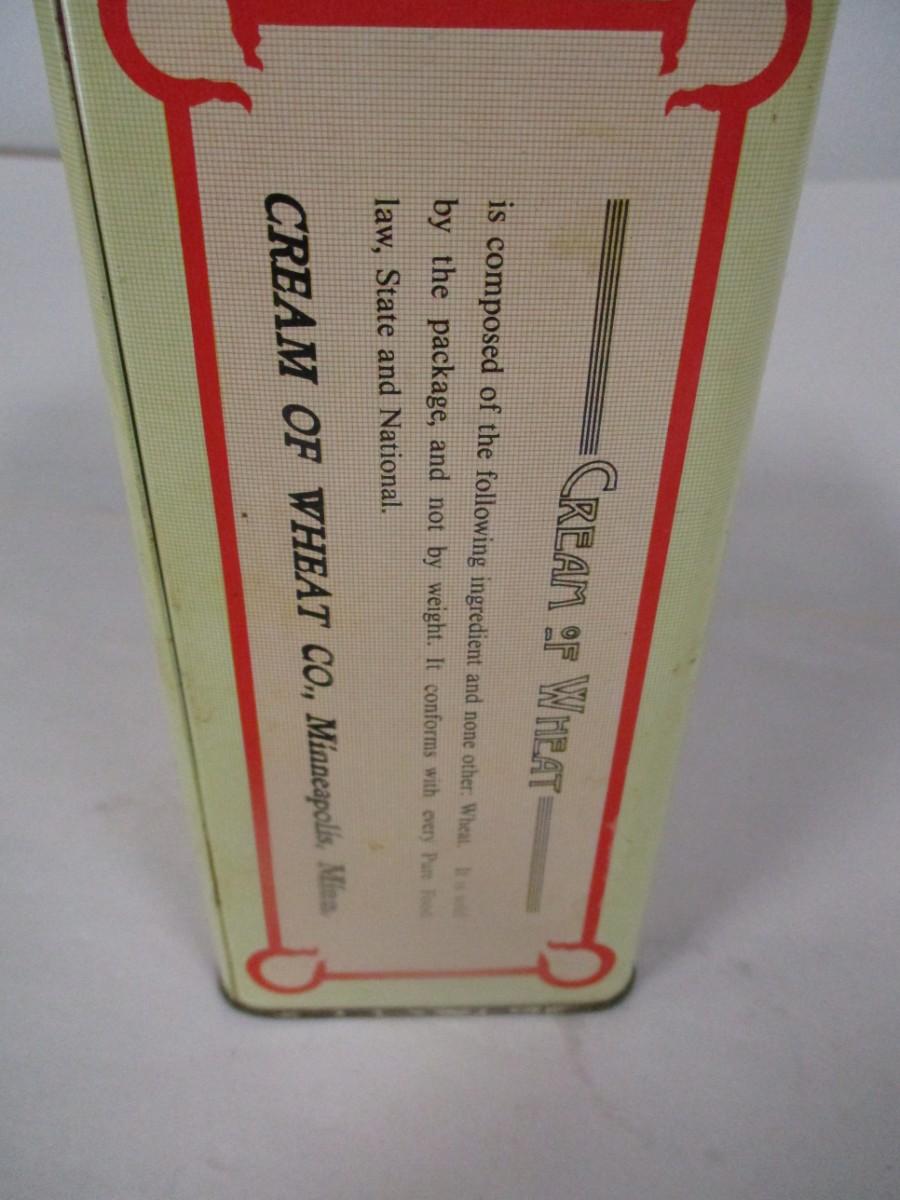 CREAM OF WHEAT
is composed of the following ingredient and none other: Wheat. It is sold
by the package, and not by weight. It conforms with every Pure Food
law, State and National.
CREAM OF WHEAT CO., Minneapolis, Minn.